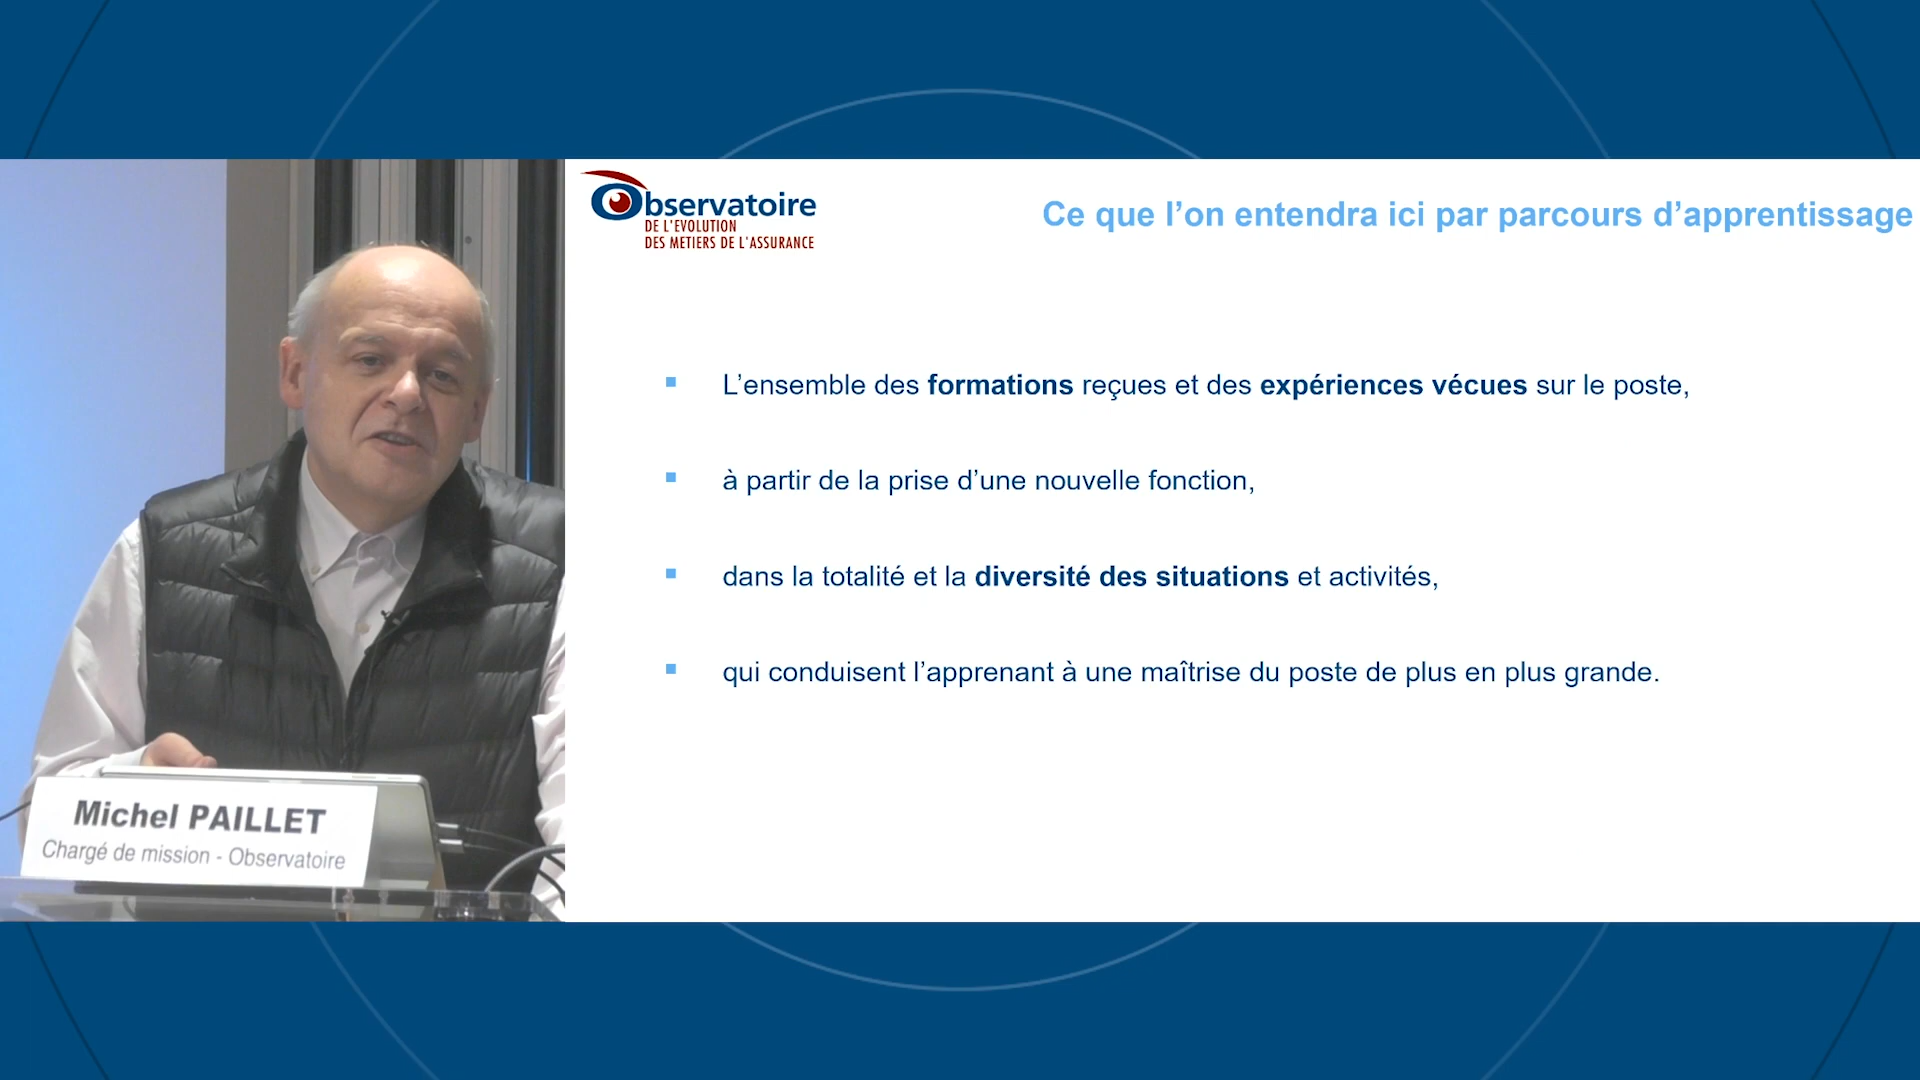 Observatoire
DE L'EVOLUTION
DES METIERS DE L'ASSURANCE
Ce que l’on entendra ici par parcours d’apprentissage
L’ensemble des formations reçues et des expériences vécues sur le poste,
à partir de la prise d’une nouvelle fonction,
dans la totalité et la diversité des situations et activités,
qui conduisent l’apprenant à une maîtrise du poste de plus en plus grande.
Michel PAILLET
Chargé de mission - Observatoire